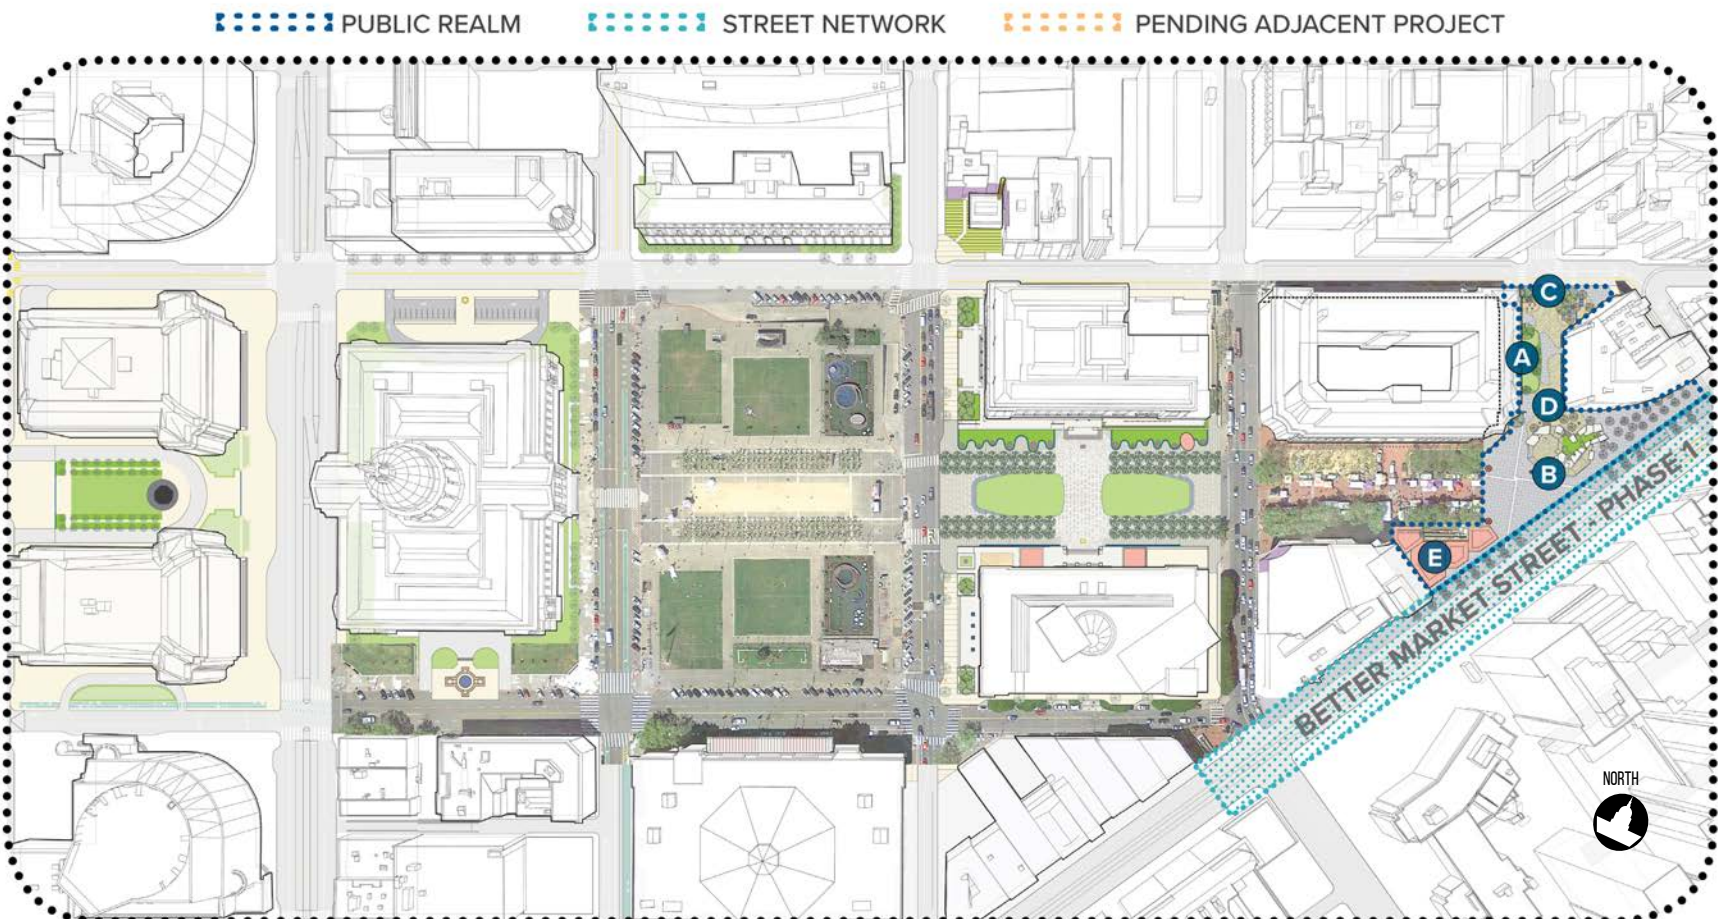 PUBLIC REALM
STREET NETWORK
PENDING ADJACENT PROJECT
C
A
D
B
E
BETTER MARKET STREET - PHASE 1
NORTH